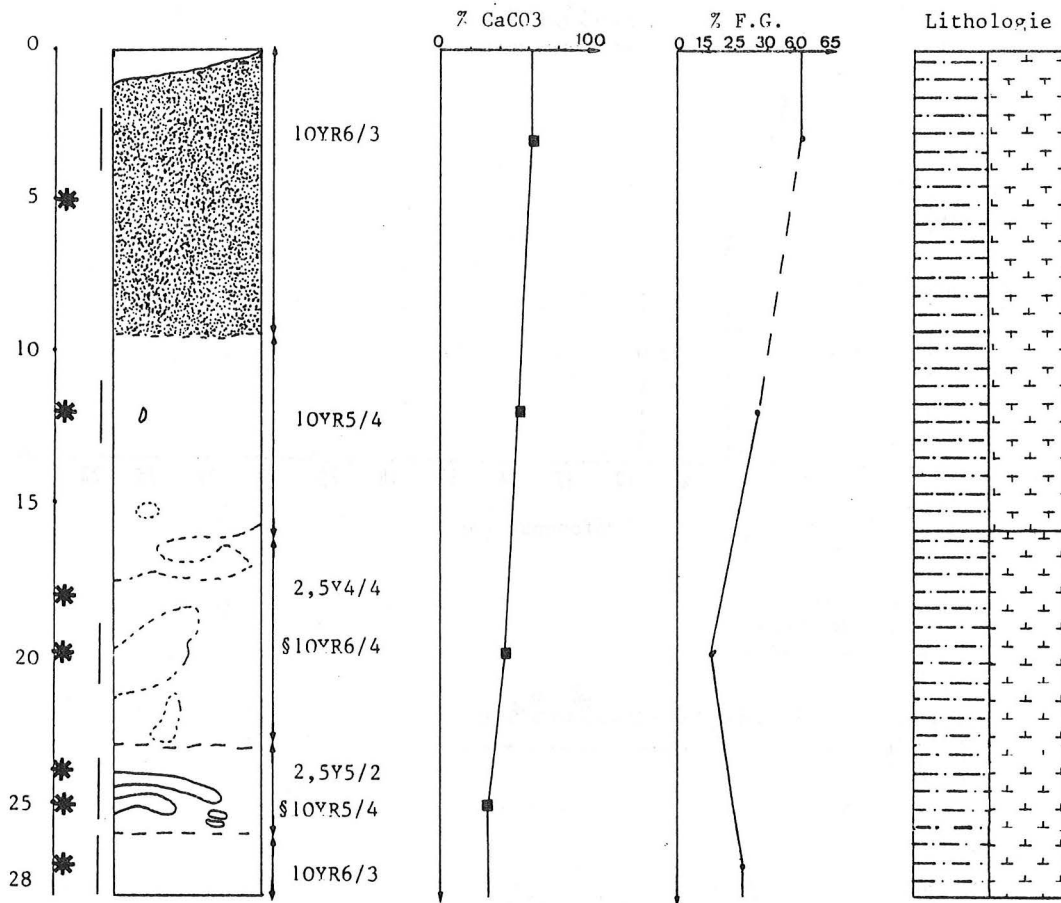 % CaCO3 % F.G. Lithologie
0 0 100 0 15 25 30 60 65
10YR6/3
5
10
10YR5/4
15
2,5Y4/4
§10YR6/4
20
2,5Y5/2
25 §10YR5/4
28 10YR6/3